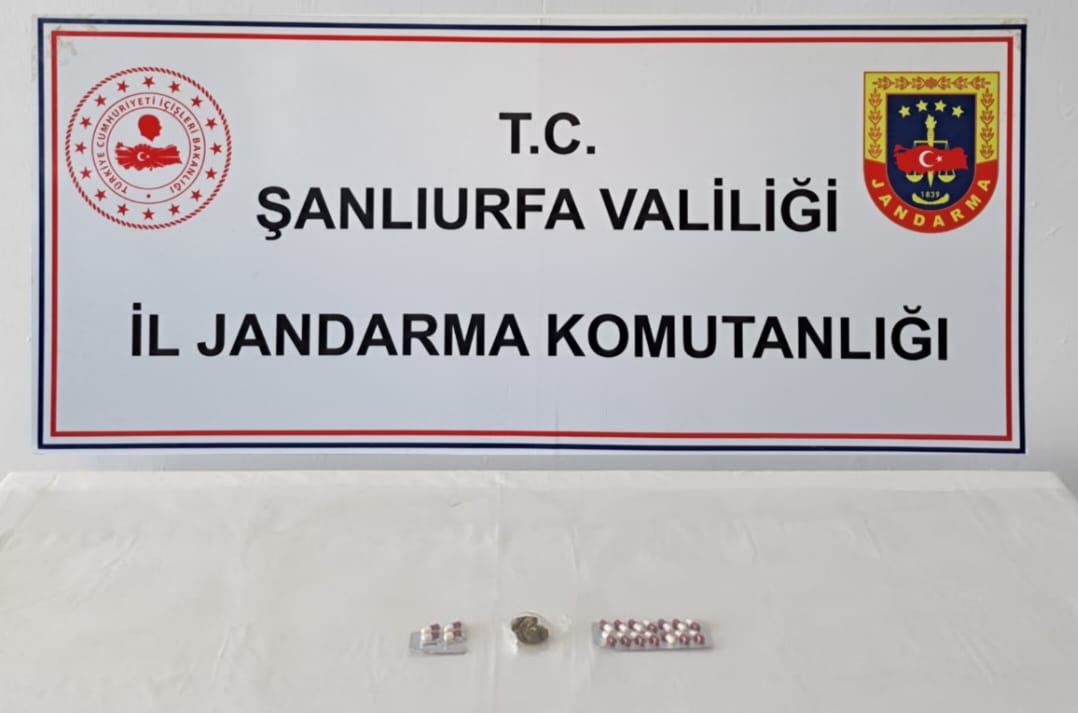 T.C.
ŞANLIURFA VALİLİĞİ
İL JANDARMA KOMUTANLIĞI
TÜRKİYE CUMHURİYETİ İÇİŞLERİ BAKANLIĞI
1839
JANDARMA